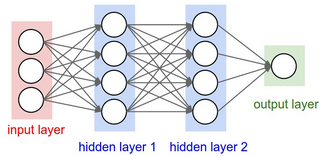 input layer
hidden layer 1
hidden layer 2
output layer